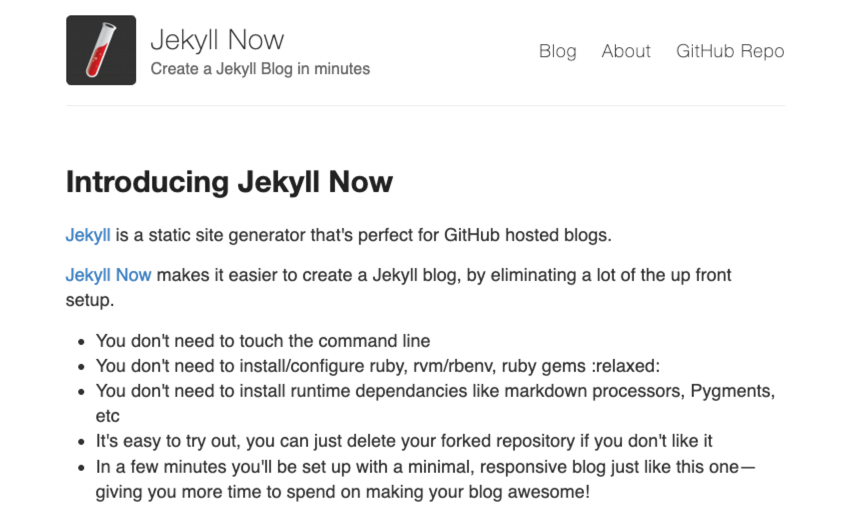 Jekyll Now
Create a Jekyll Blog in minutes
Blog About GitHub Repo
Introducing Jekyll Now
Jekyll is a static site generator that's perfect for GitHub hosted blogs.
Jekyll Now makes it easier to create a Jekyll blog, by eliminating a lot of the up front
setup.
• You don't need to touch the command line
• You don't need to install/configure ruby, rvm/rbenv, ruby gems :relaxed:
• You don't need to install runtime dependancies like markdown processors, Pygments,
etc
• It's easy to try out, you can just delete your forked repository if you don't like it
• In a few minutes you'll be set up with a minimal, responsive blog just like this one—
giving you more time to spend on making your blog awesome!